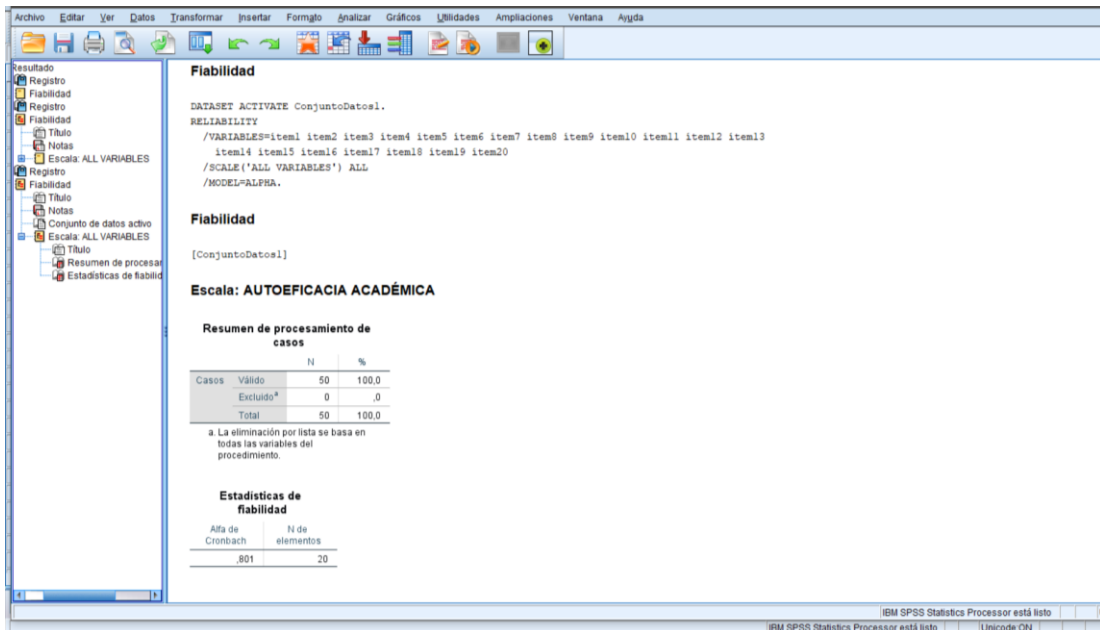 Archivo Editar Ver Datos Transformar Insertar Formato Analizar Gráficos Utilidades Ampliaciones Ventana Ayuda
Resultado
Registro
Fiabilidad
Registro
Fiabilidad
Título
Notas
Escala: ALL VARIABLES
Registro
Fiabilidad
Título
Notas
Conjunto de datos activo
Escala: ALL VARIABLES
Título
Resumen de procesar
Estadísticas de fiabilid
Fiabilidad
DATASET ACTIVATE ConjuntoDatos1.
RELIABILITY
/VARIABLES=item1 item2 item3 item4 item5 item6 item7 item8 item9 item10 item11 item12 item13
item14 item15 item16 item17 item18 item19 item20
/SCALE('ALL VARIABLES') ALL
/MODEL=ALPHA.
Fiabilidad
[ConjuntoDatos1]
Escala: AUTOEFICACIA ACADÉMICA
Resumen de procesamiento de
casos
N %
Casos Válido 50 100,0
Excluido a 0 ,0
Total 50 100,0
a. La eliminación por lista se basa en
todas las variables del
procedimiento.
Estadísticas de
fiabilidad
Alfa de N de
Cronbach elementos
,801 20
IBM SPSS Statistics Processor está listo
IBM SPSS Statistics Processor está listo Unicode:ON